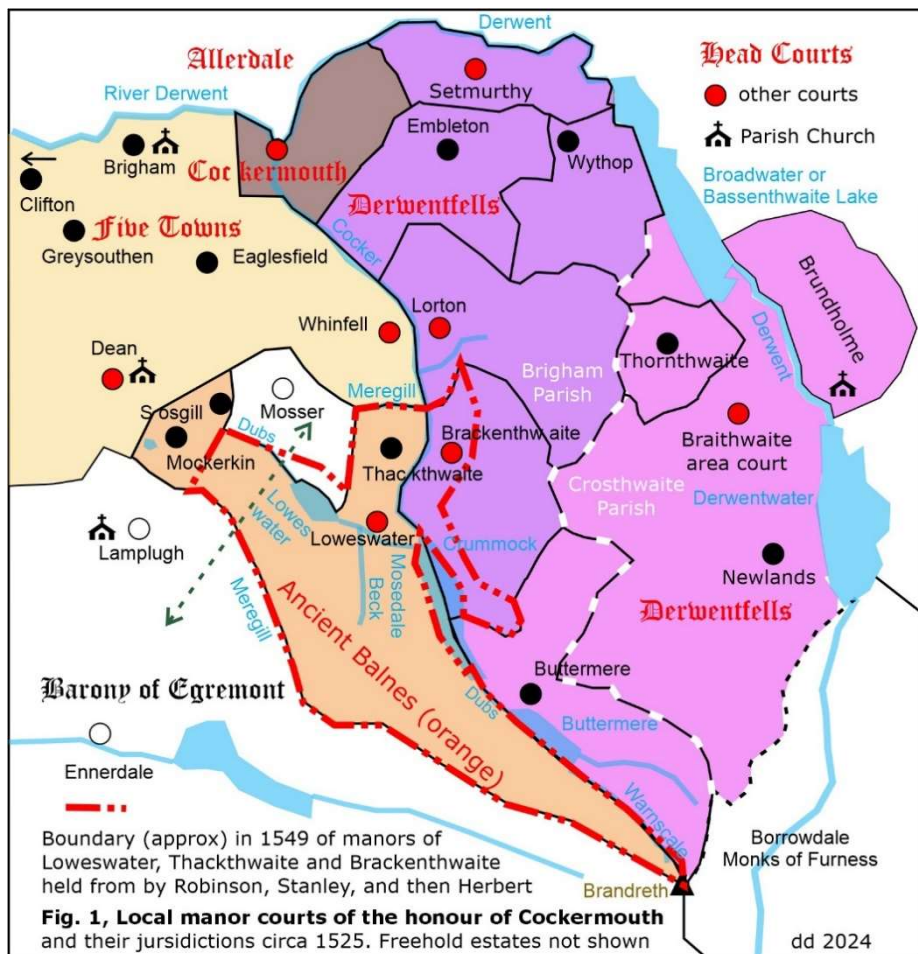 Derwent
Allerdale
Head Courts
River Derwent
Setmurthy
other courts
Embleton
Parish Church
Brigham
Wythop
Cockermouth
Broadwater or
Bassenthwaite Lake
Clifton
Derwentfells
Five Towns
Greysouthen
Cocker
Eaglesfield
Brundholme
Lorton
Whinfell
Derwent
Dean
Thornthwaite
Brigham
Parish
Meregill
Mosser
Sosgill
Dubs
Brackenthwaite
Braithwaite
area court
Mockerkin
Thackthwaite
Crosthwaite
Parish
Derwentwater
Lowes
water
Lamplugh
Loweswater
Crummock
Mosedale
Beck
Newlands
Meregill
Ancient Balnes (orange)
Derwentfells
Buttermere
Barony of Egremont
Dubs
Buttermere
Ennerdale
Warnscale
Boundary (approx) in 1549 of manors of
Loweswater, Thackthwaite and Brackenthwaite
held from by Robinson, Stanley, and then Herbert
Borrowdale
Monks of Furness
Brandreth
Fig. 1, Local manor courts of the honour of Cockermouth
and their jursidictions circa 1525. Freehold estates not shown
dd 2024